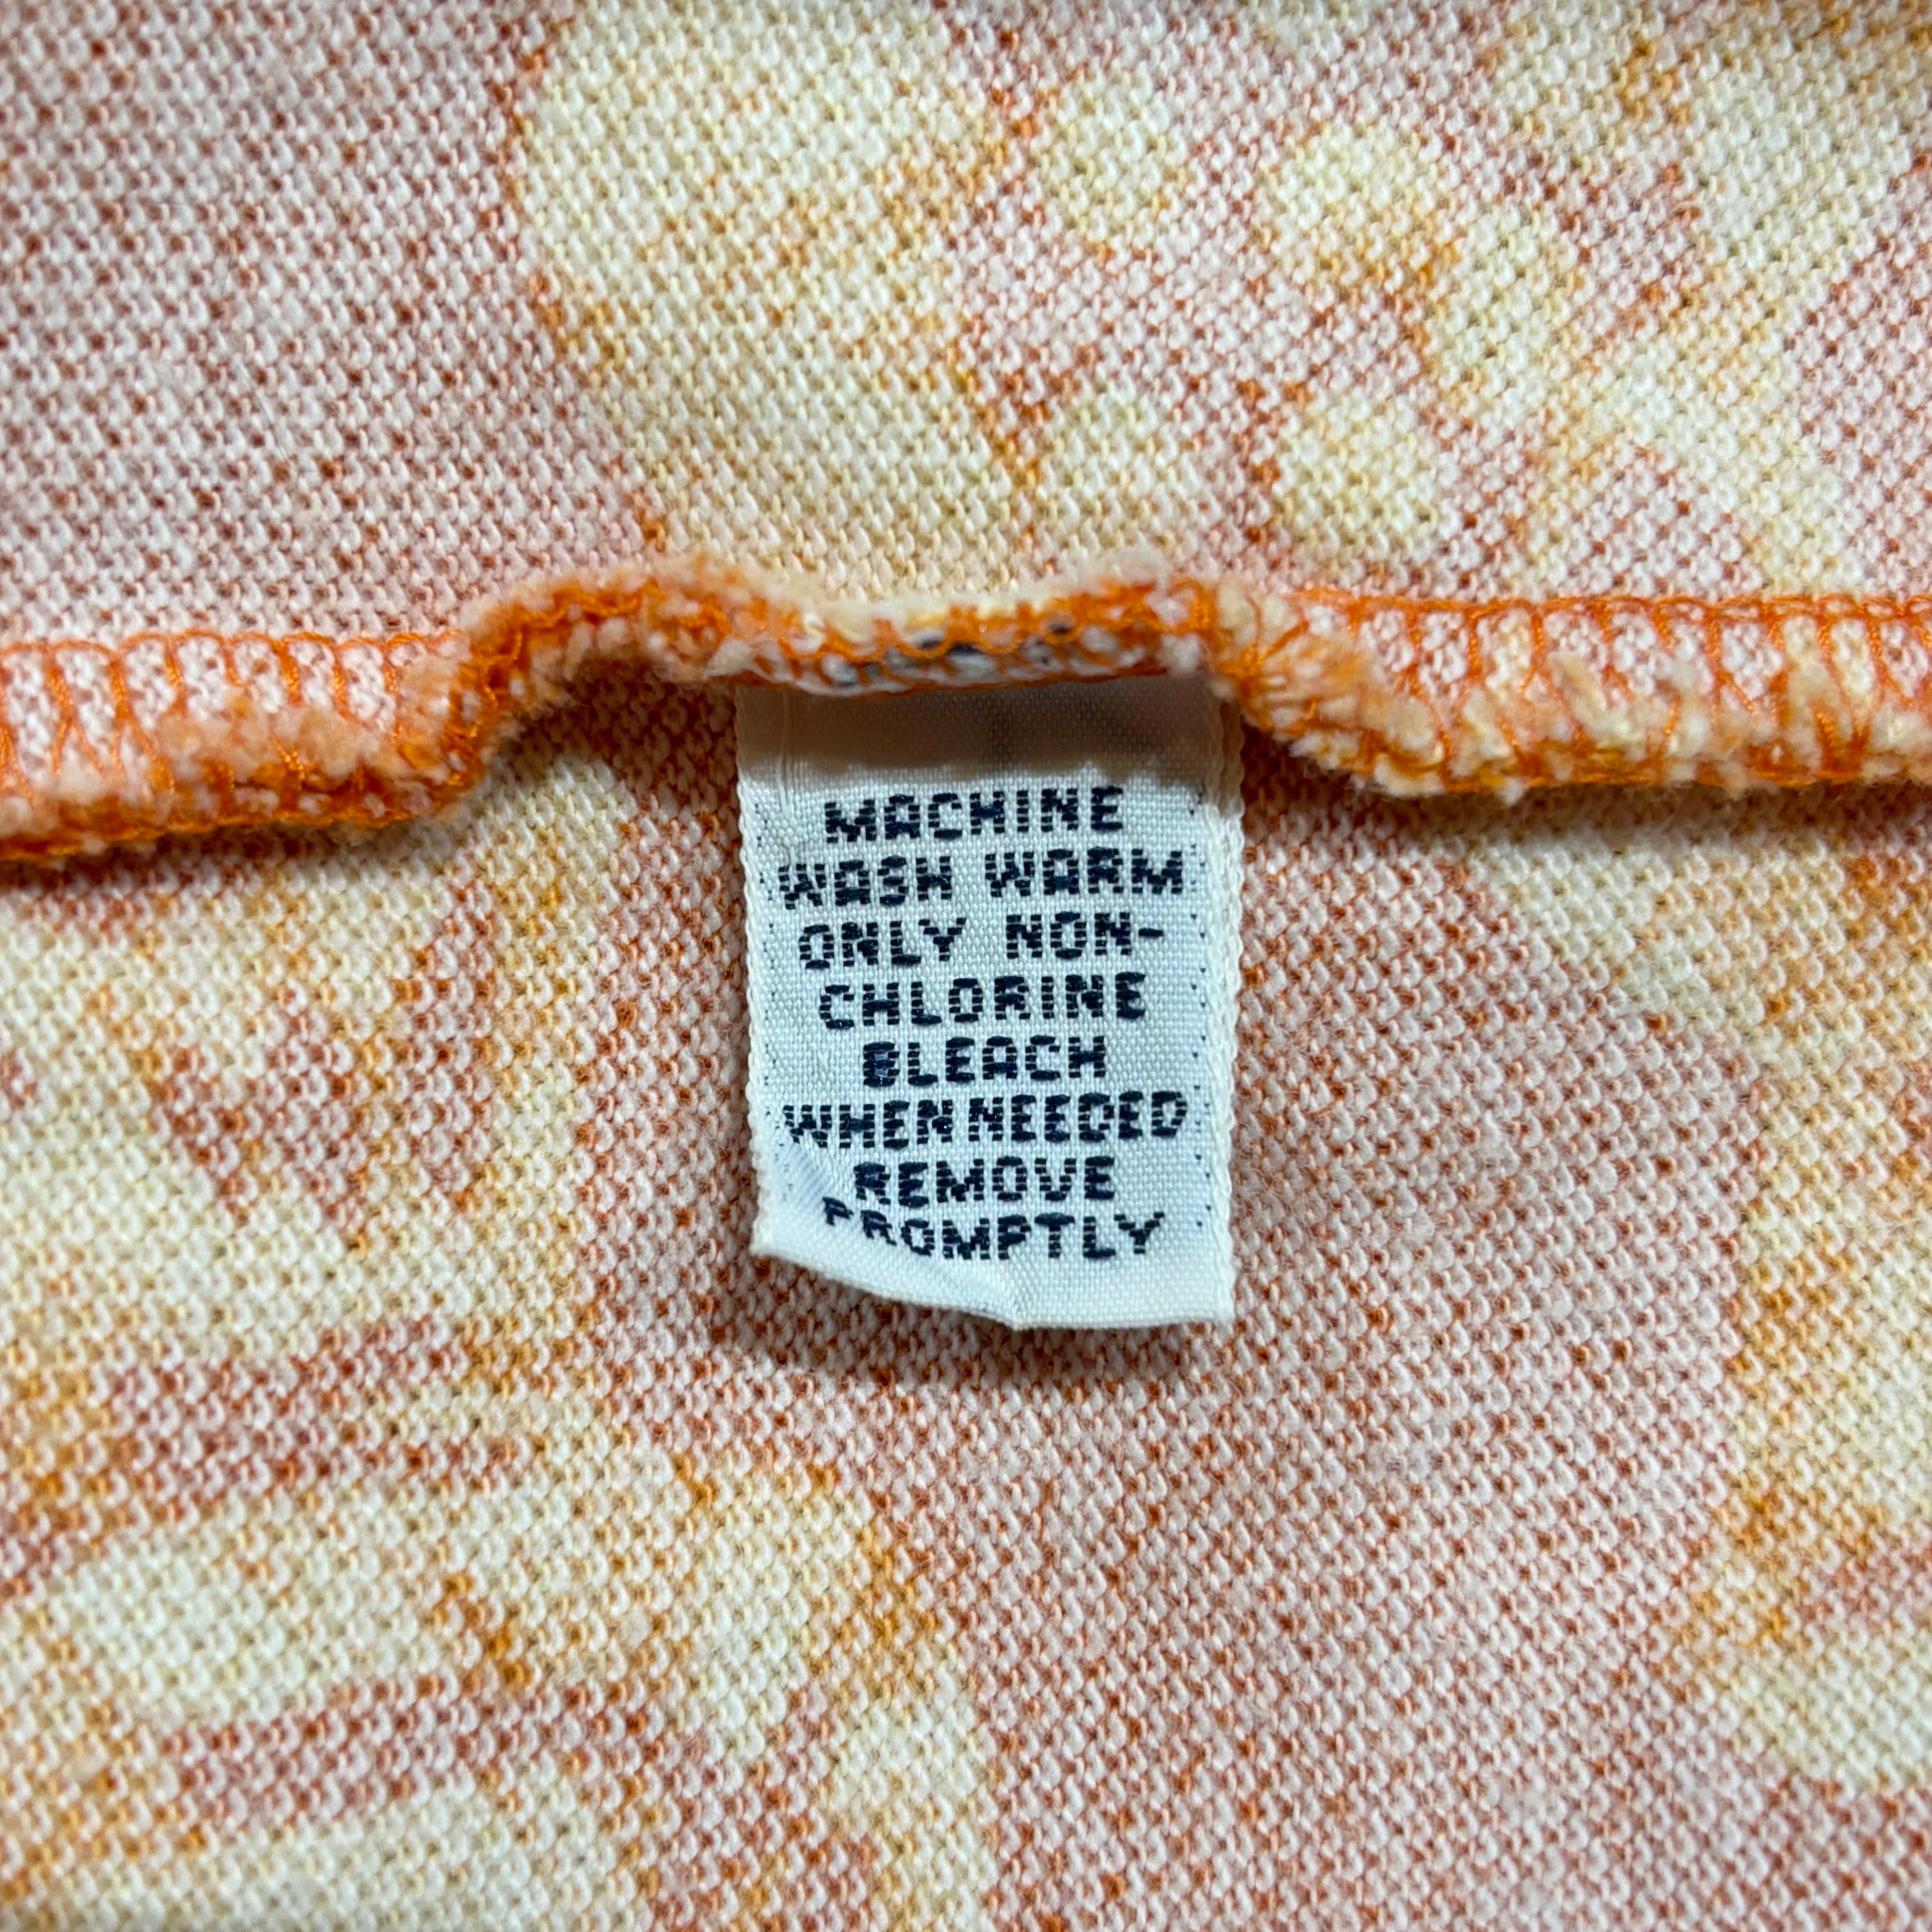 MACHINE
WASH WARM
ONLY NON-
CHLORINE
BLEACH
WHEN NEEDED
REMOVE
PROMPTLY